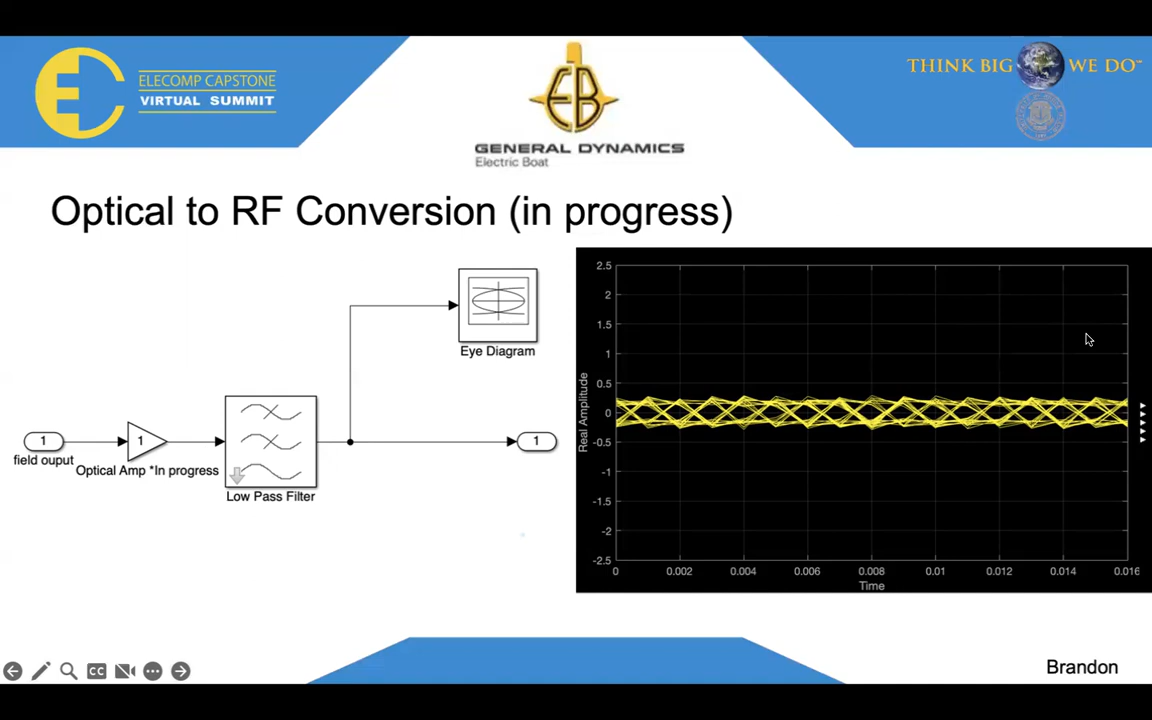 ELECOMP CAPSTONE
VIRTUAL SUMMIT
EB
GENERAL DYNAMICS
Electric Boat
THINK BIG WE DO™
Optical to RF Conversion (in progress)
Eye Diagram
1
field ouput
1
Optical Amp *In progress
Low Pass Filter
1
Real Amplitude
2.5
2
1.5
1
0.5
0
-0.5
-1
-1.5
-2
-2.5
0 0.002 0.004 0.006 0.008 0.01 0.012 0.014 0.016
Time
CC
Brandon